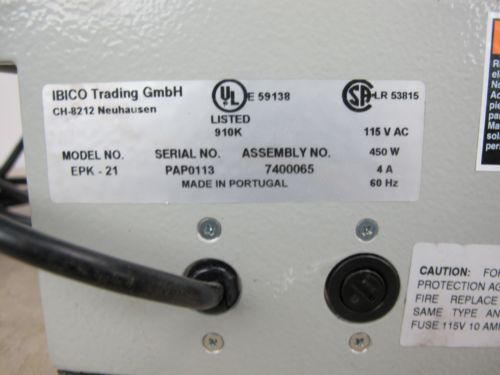 IBICO Trading GmbH
CH-8212 Neuhausen
UL E 59138
LISTED
910K
SA LR 53815
115 V AC
MODEL NO. SERIAL NO. ASSEMBLY NO. 450 W
EPK - 21 PAP0113 7400065 4 A
MADE IN PORTUGAL 60 Hz
CAUTION: FOR
PROTECTION AG
FIRE REPLACE
SAME TYPE AN
FUSE 115V 10 AM